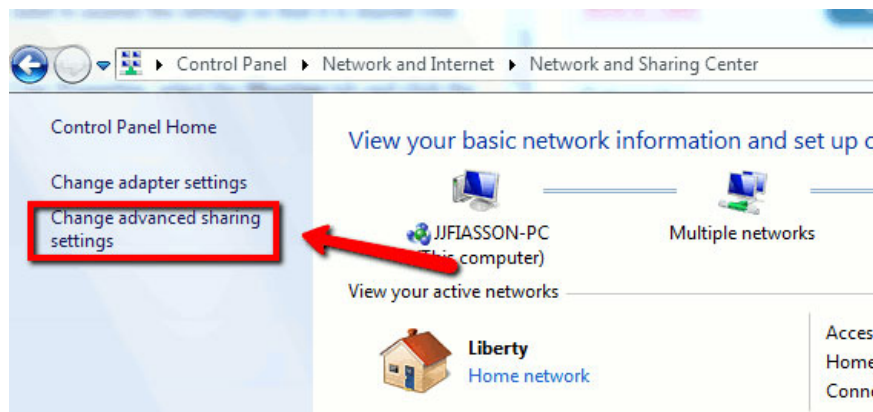 Control Panel ▸ Network and Internet ▸ Network and Sharing Center
Control Panel Home
Change adapter settings
Change advanced sharing
settings
View your basic network information and set up
JJFIASSON-PC
(This computer)
Multiple networks
View your active networks
Liberty
Home network
Acces
Home
Conne